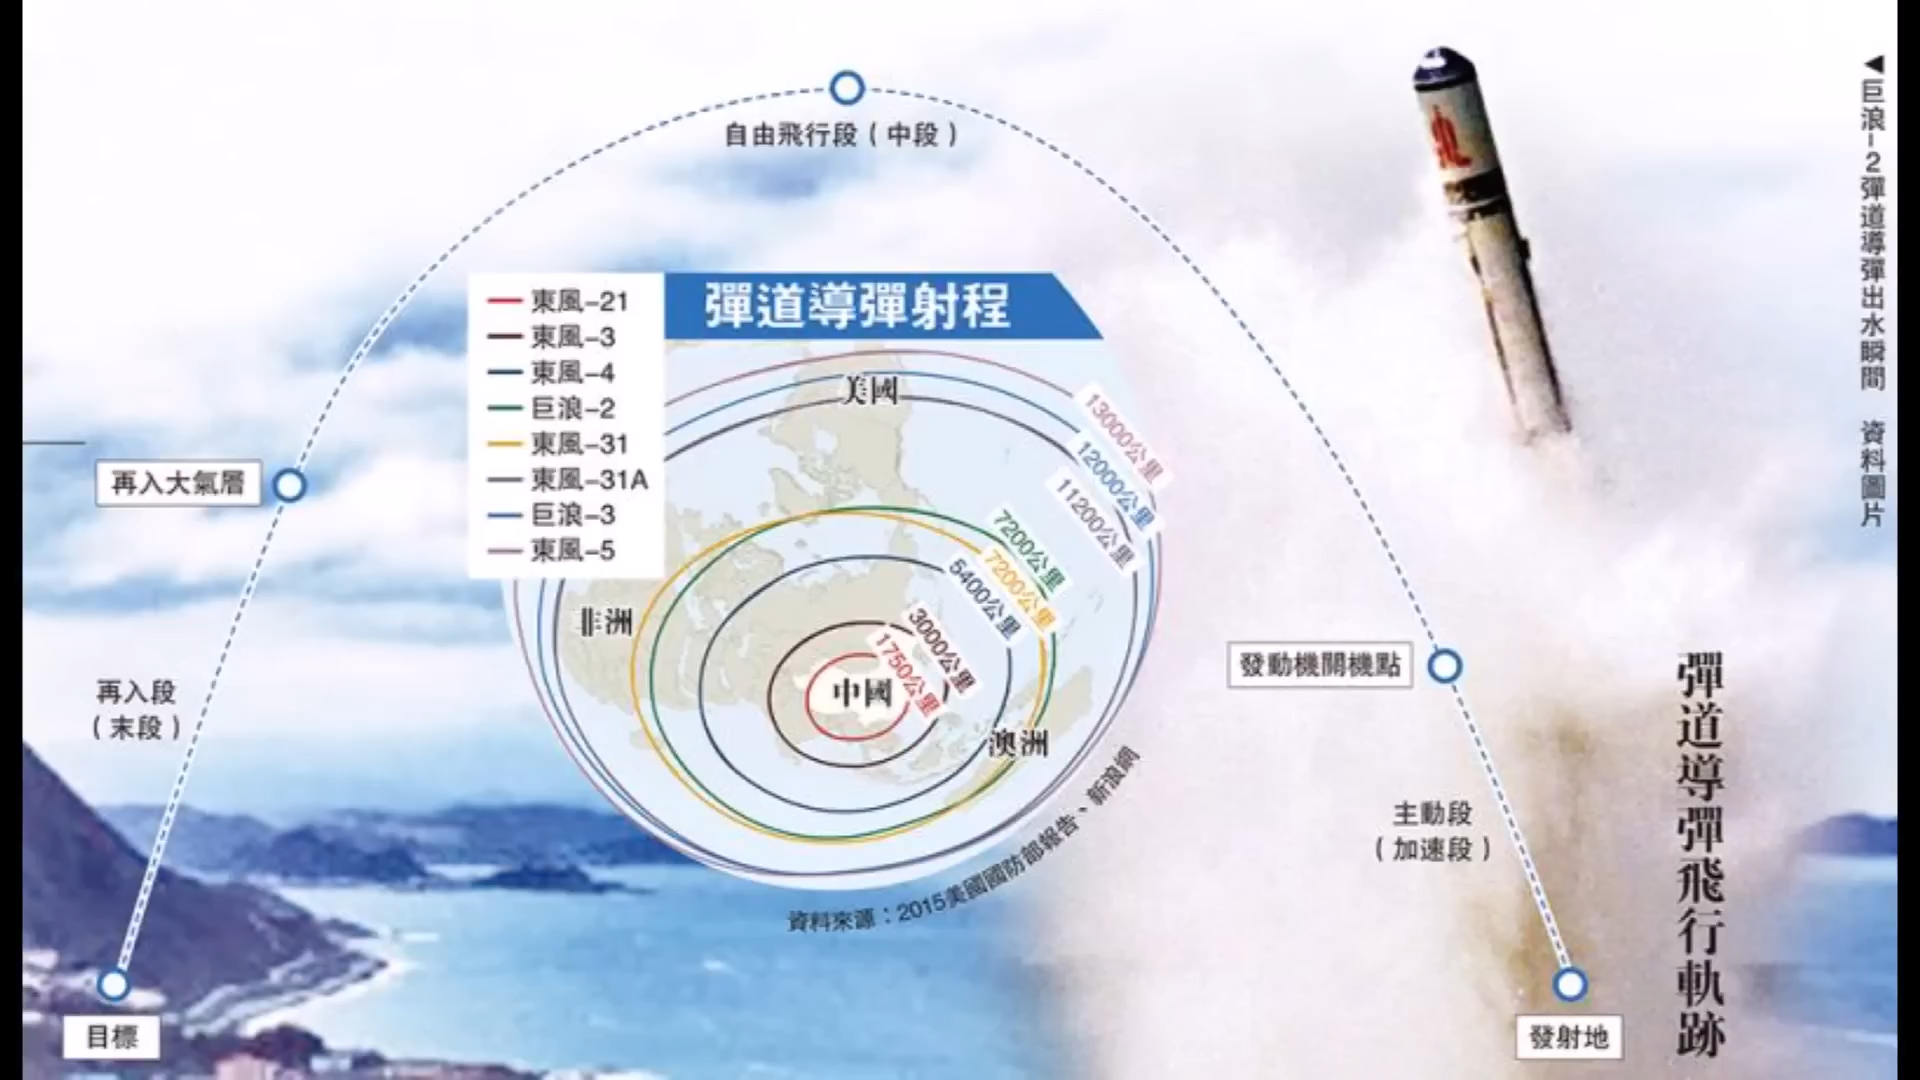 自由飛行段（中段）
彈道導彈射程
東風-21
東風-3
東風-4
巨浪-2
東風-31
東風-31A
巨浪-3
東風-5
美國
非洲
中國
澳洲
13000公里
12000公里
11200公里
7200公里
7200公里
5400公里
3000公里
1750公里
資料來源：2015美國國防部報告、新浪網
再入大氣層
再入段
（末段）
目標
發動機關機點
主動段
（加速段）
發射地
彈道導彈飛行軌跡
◀巨浪-2彈道導彈出水瞬間 資料圖片